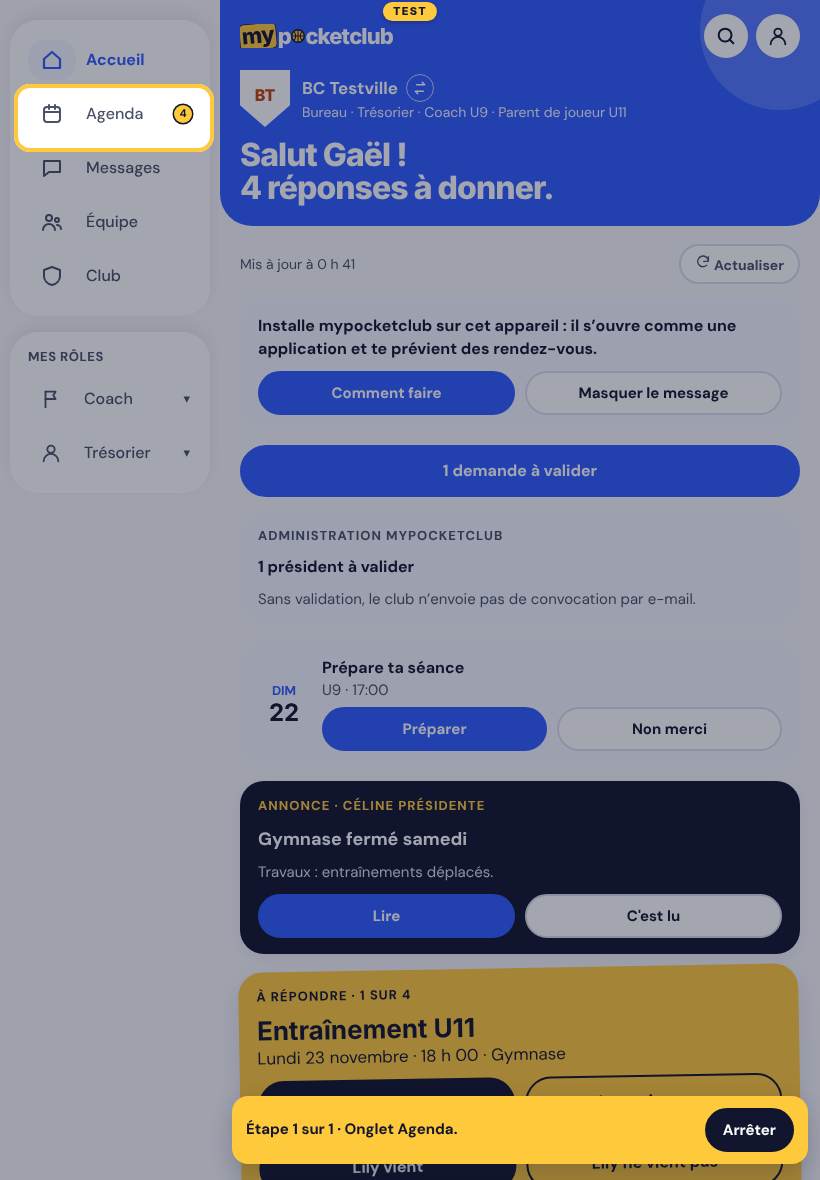 TEST
mypocketclub
Accueil
Agenda
4
Messages
Équipe
Club
MES RÔLES
Coach ▾
Trésorier ▾
BT
BC Testville
Bureau · Trésorier · Coach U9 · Parent de joueur U11
Salut Gaël !
4 réponses à donner.
Mis à jour à 0 h 41
Actualiser
Installe mypocketclub sur cet appareil : il s’ouvre comme une
application et te prévient des rendez-vous.
Comment faire
Masquer le message
1 demande à valider
ADMINISTRATION MYPOCKETCLUB
1 président à valider
Sans validation, le club n’envoie pas de convocation par e-mail.
DIM
22
Prépare ta séance
U9 · 17:00
Préparer
Non merci
ANNONCE · CÉLINE PRÉSIDENTE
Gymnase fermé samedi
Travaux : entraînements déplacés.
Lire
C'est lu
À RÉPONDRE · 1 SUR 4
Entraînement U11
Lundi 23 novembre · 18 h 00 · Gymnase
Étape 1 sur 1 · Onglet Agenda.
Arrêter
Lily vient
Lily ne vient pas